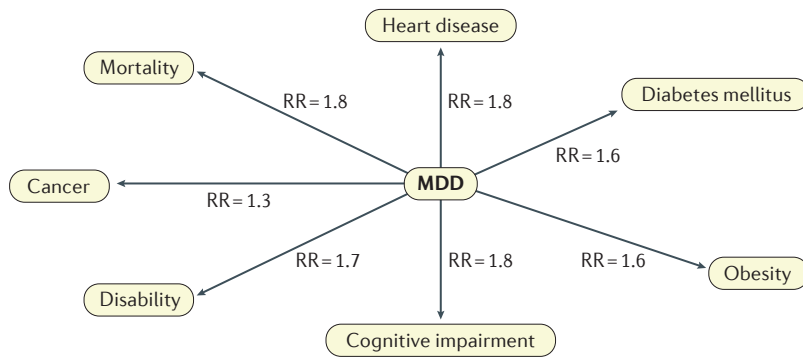 Heart disease
Mortality
RR = 1.8
RR = 1.8
Diabetes mellitus
RR = 1.6
Cancer
MDD
RR = 1.3
RR = 1.7
RR = 1.8
RR = 1.6
Obesity
Disability
Cognitive impairment